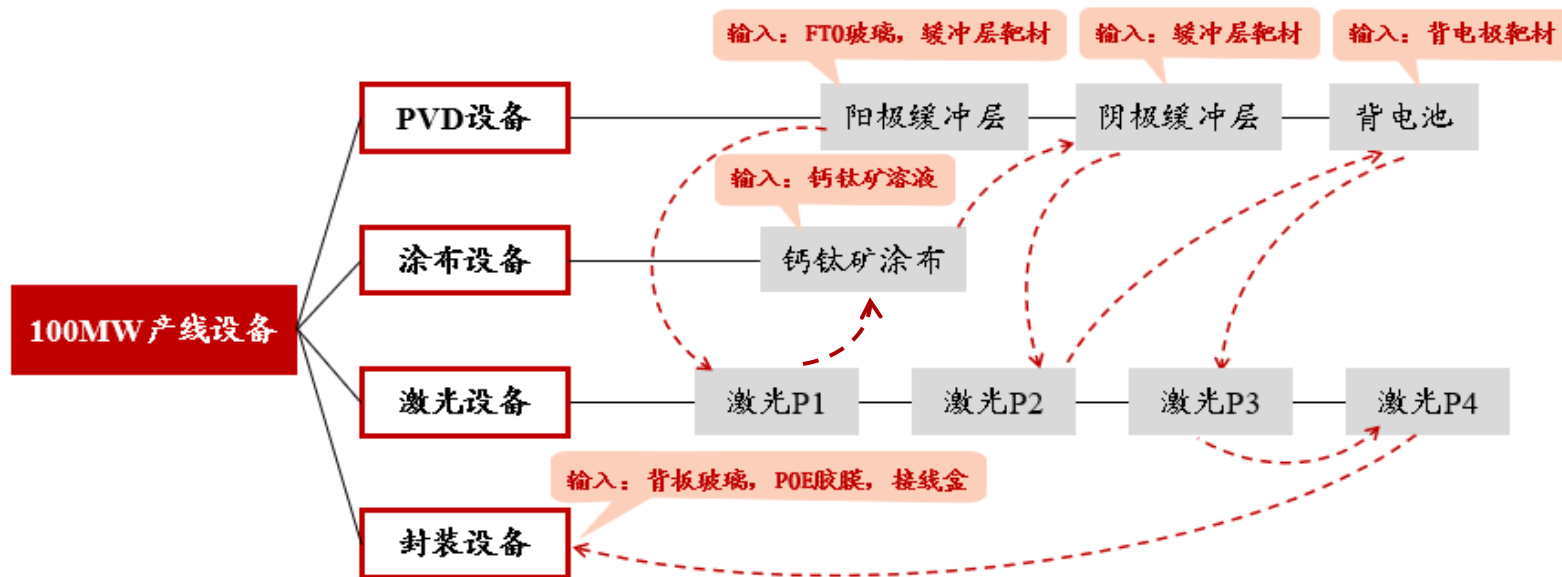 输入：FTO玻璃，缓冲层靶材
输入：缓冲层靶材
输入：背电极靶材
PVD设备
阳极缓冲层
阴极缓冲层
背电池
输入：钙钛矿溶液
涂布设备
钙钛矿涂布
100MW产线设备
激光设备
激光P1
激光P2
激光P3
激光P4
输入：背板玻璃，POE胶膜，接线盒
封装设备